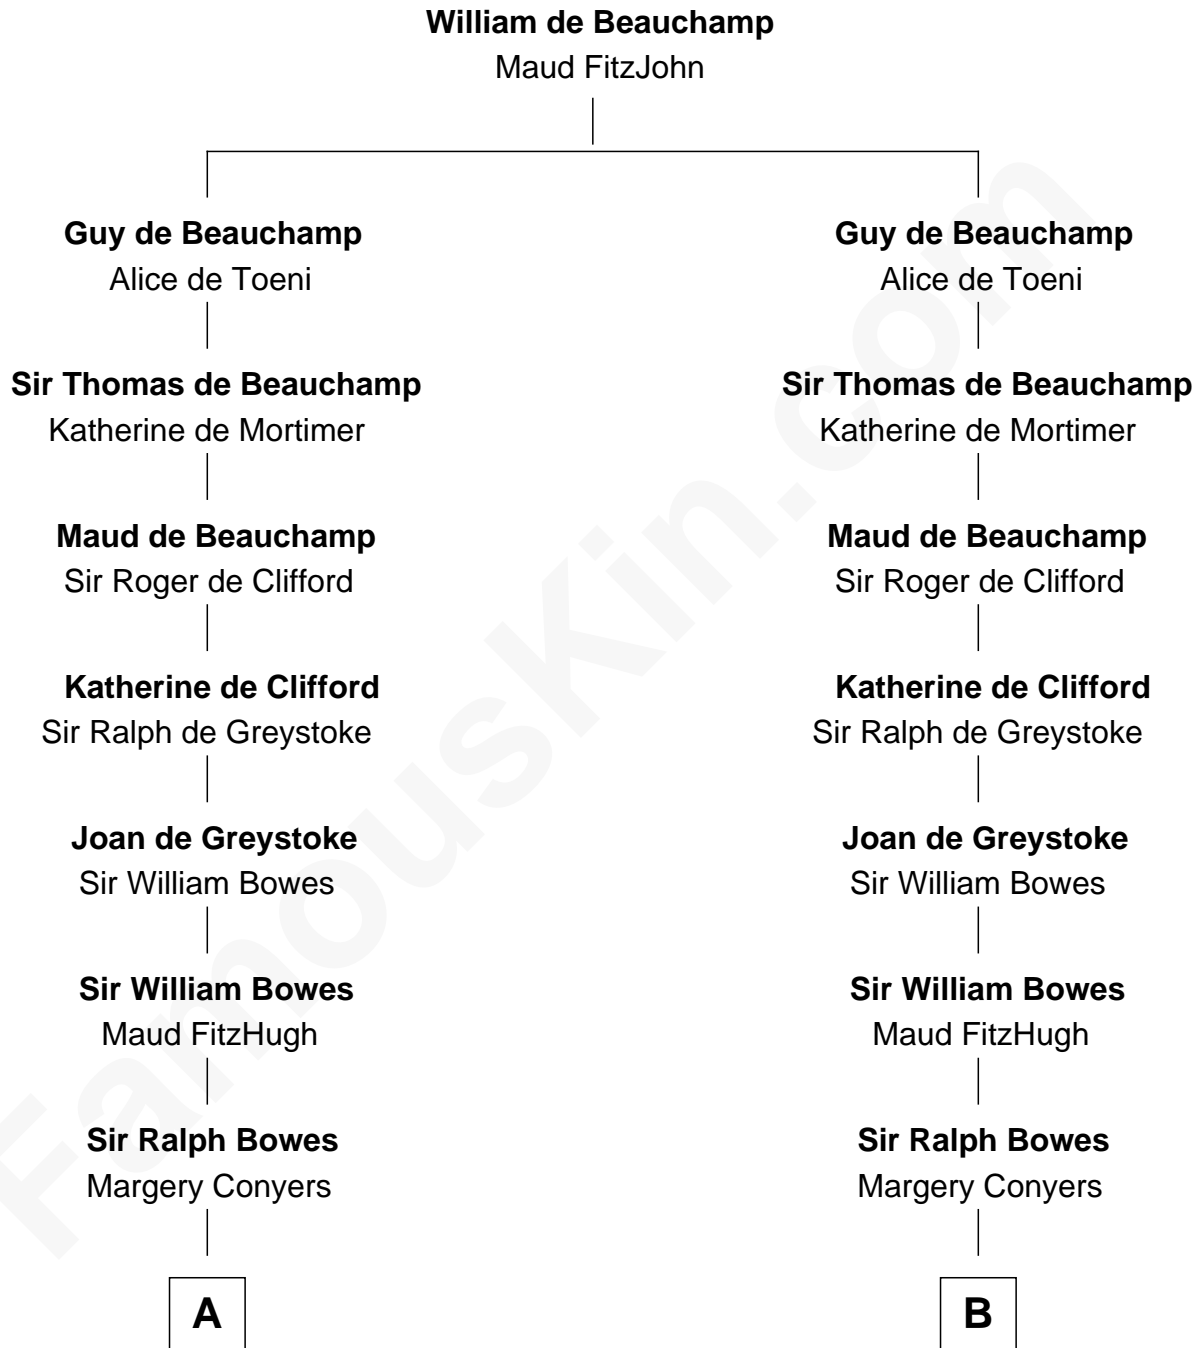 William de Beauchamp
Maud FitzJohn
Guy de Beauchamp
Alice de Toeni
Guy de Beauchamp
Alice de Toeni
Sir Thomas de Beauchamp
Katherine de Mortimer
Sir Thomas de Beauchamp
Katherine de Mortimer
Maud de Beauchamp
Sir Roger de Clifford
Maud de Beauchamp
Sir Roger de Clifford
Katherine de Clifford
Sir Ralph de Greystoke
Katherine de Clifford
Sir Ralph de Greystoke
Joan de Greystoke
Sir William Bowes
Joan de Greystoke
Sir William Bowes
Sir William Bowes
Maud FitzHugh
Sir William Bowes
Maud FitzHugh
Sir Ralph Bowes
Margery Conyers
Sir Ralph Bowes
Margery Conyers
A
B
FamousKin.com